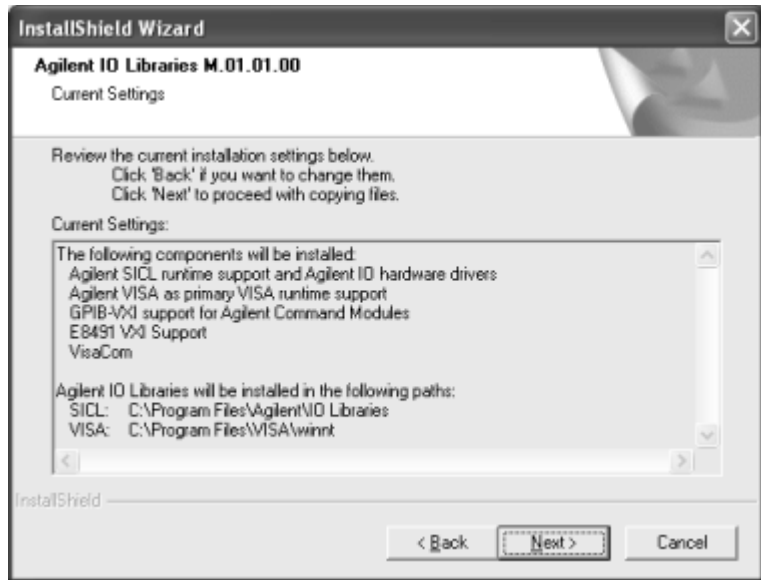 InstallShield Wizard
Agilent IO Libraries M.01.01.00
Current Settings
Review the current installation settings below.
Click 'Back' if you want to change them.
Click 'Next' to proceed with copying files.
Current Settings:
The following components will be installed:
Agilent SICL runtime support and Agilent IO hardware drivers
Agilent VISA as primary VISA runtime support
GPIB-VXI support for Agilent Command Modules
E8491 VXI Support
VisaCom
Agilent IO Libraries will be installed in the following paths:
SICL: C:\Program Files\Agilent\IO Libraries
VISA: C:\Program Files\VISA\winnt
InstallShield
< Back Next > Cancel